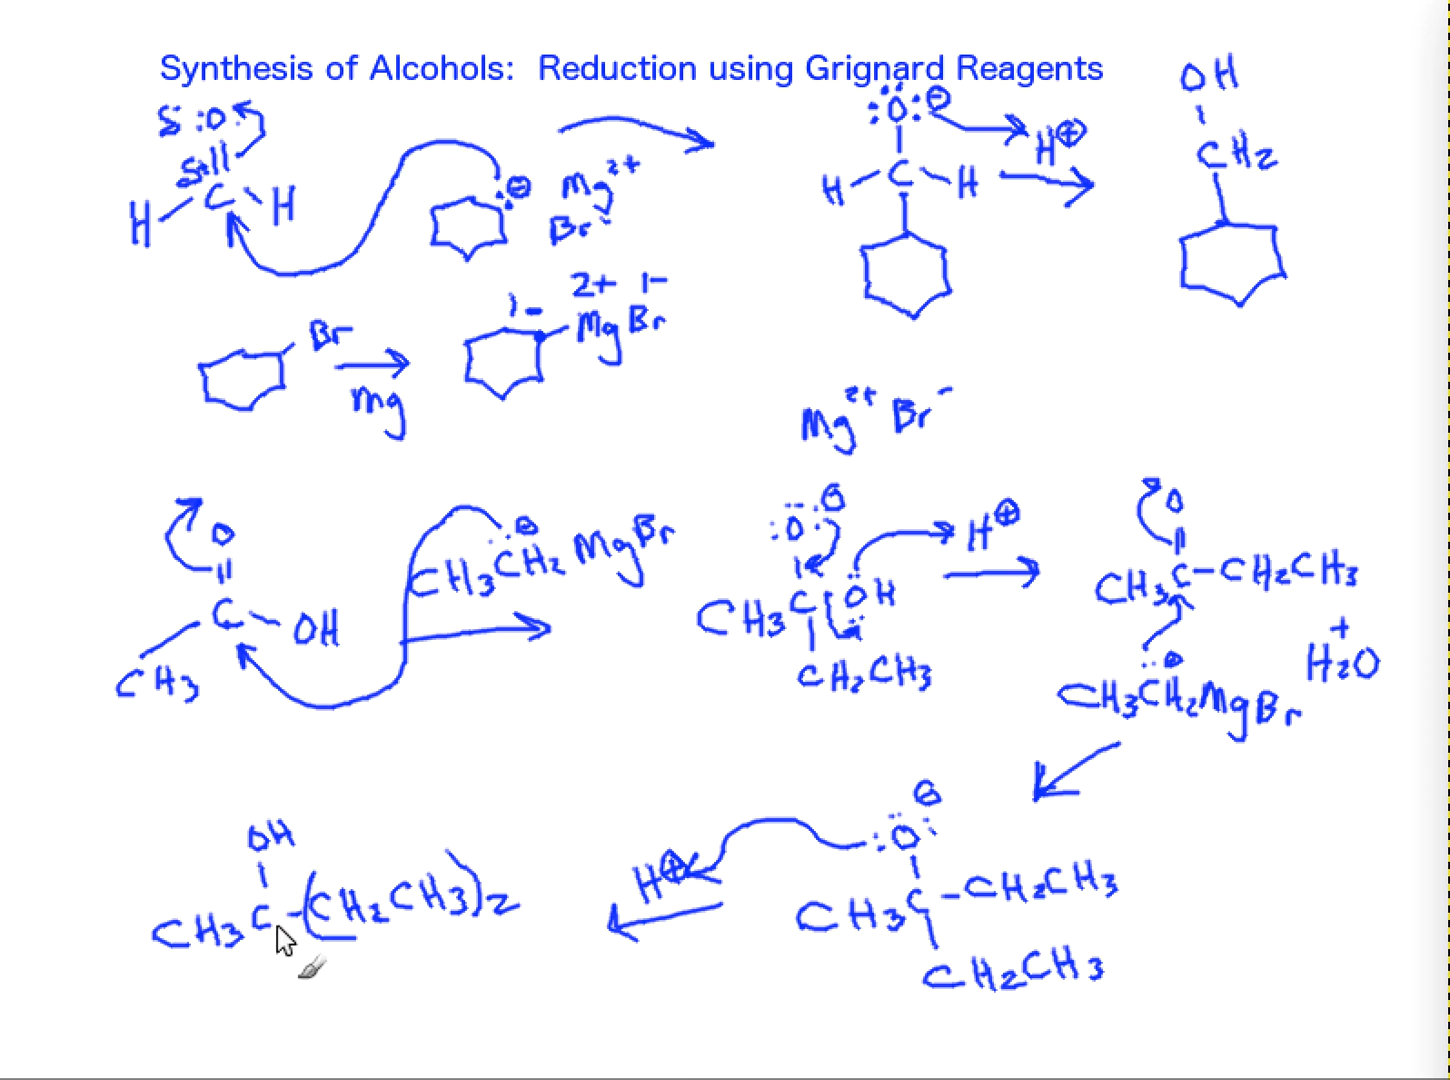 Synthesis of Alcohols: Reduction using Grignard Reagents
OH
δ- :O:
δ+ ||
H C H
⊖ Mg2+
Br-
:O: ⊖
H+
H C H
CH2
Br
Mg
1- 2+ 1-
MgBr
Mg2+ Br-
O
||
C OH
CH3
CH3CH2MgBr
:O: ⊖
CH3C OH
CH2CH3
H⊕
O
||
CH3C-CH2CH3
+
H2O
CH3CH2MgBr
OH
CH3C-(CH2CH3)2
H⊕
:O: ⊖
CH3C-CH2CH3
CH2CH3